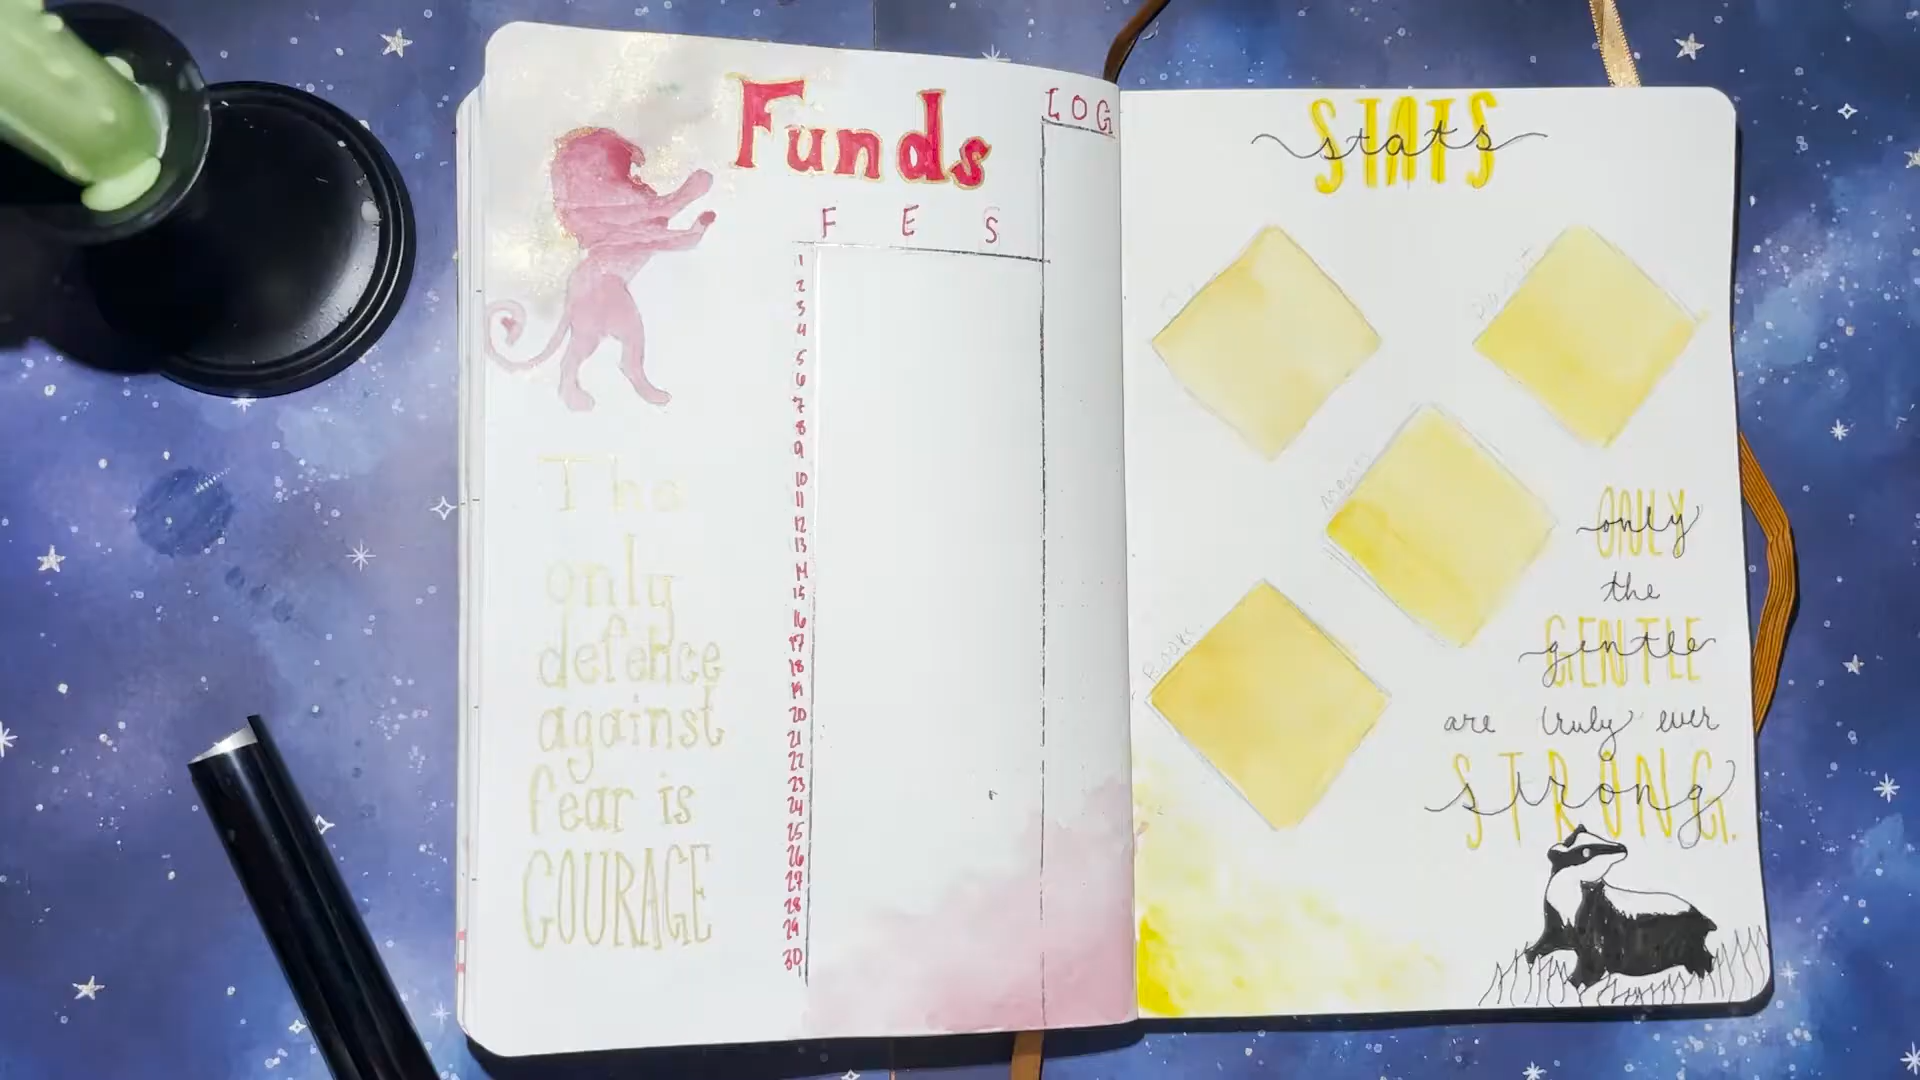 Funds
LOG
F E S
1
2
3
4
5
6
7
8
9
10
11
12
13
14
15
16
17
18
19
20
21
22
23
24
25
26
27
28
29
30
The
only
defence
against
fear is
COURAGE
STATS
stats
Money
Books
ONLY
only
the
GENTLE
gentle
are truly ever
STRONG.
strong